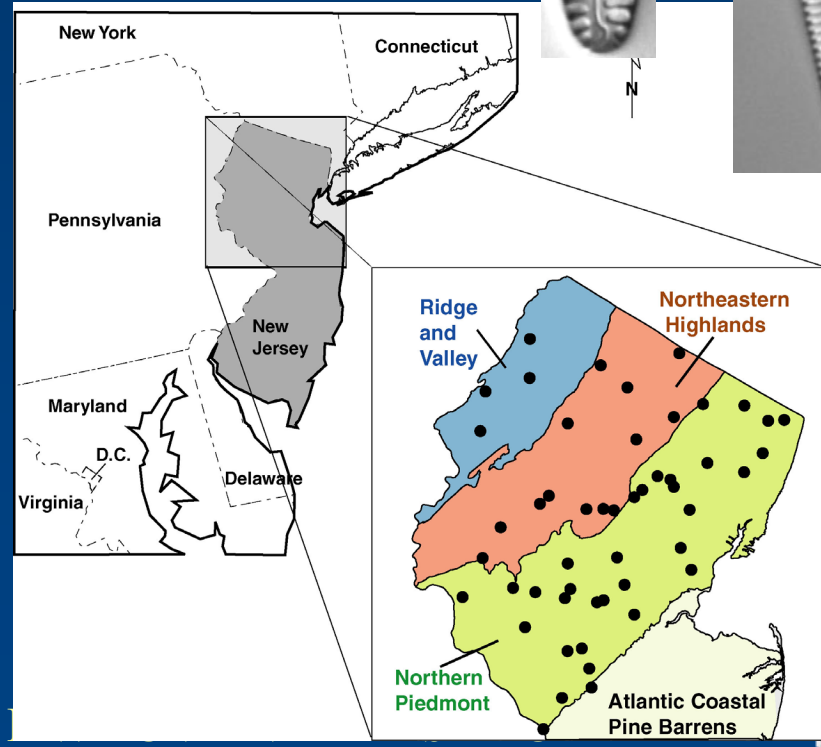 New York
Connecticut
N
Pennsylvania
New
Jersey
Maryland
D.C.
Virginia
Delaware
Ridge
and
Valley
Northeastern
Highlands
Northern
Piedmont
Atlantic Coastal
Pine Barrens